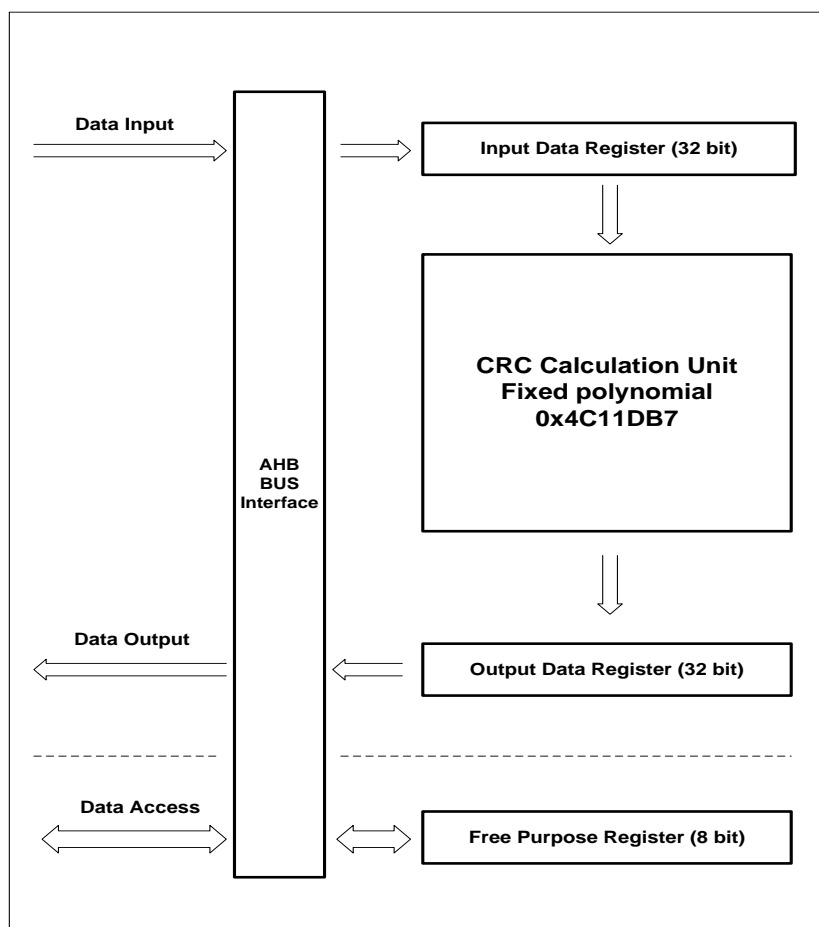 Data Input
Input Data Register (32 bit)
CRC Calculation Unit
Fixed polynomial
0x4C11DB7
AHB
BUS
Interface
Data Output
Output Data Register (32 bit)
Data Access
Free Purpose Register (8 bit)